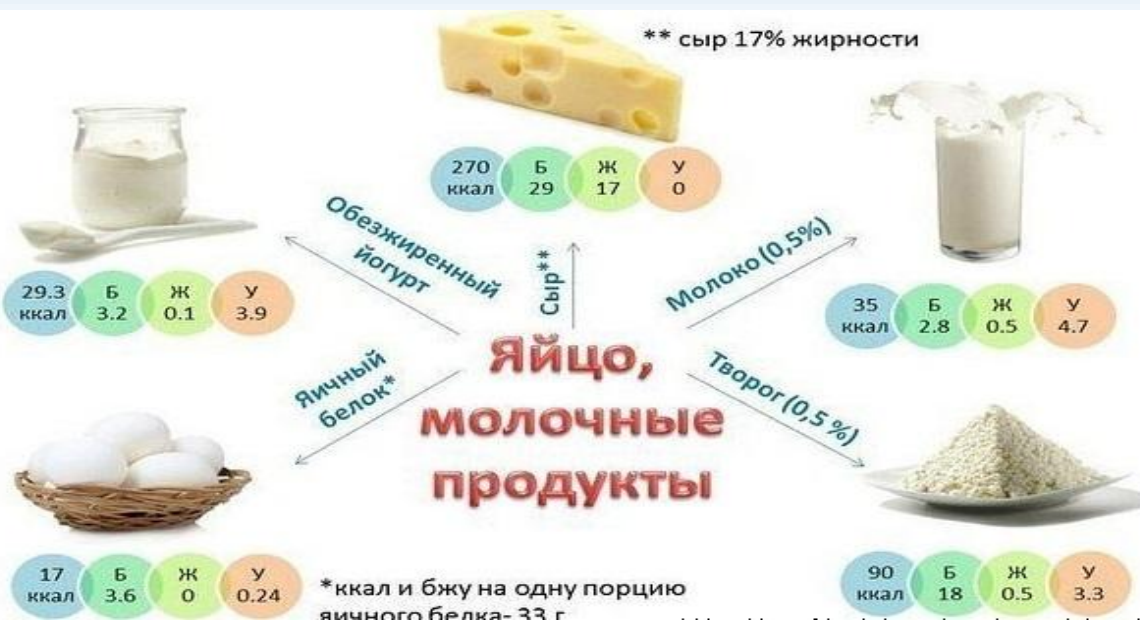 ** сыр 17% жирности
270 ккал Б 29 Ж 17 У 0
Обезжиренный
йогурт
29.3 ккал Б 3.2 Ж 0.1 У 3.9
Сыр**
Молоко (0,5%)
35 ккал Б 2.8 Ж 0.5 У 4.7
Яйцо,
молочные
продукты
Яичный
белок*
17 ккал Б 3.6 Ж 0 У 0.24
Творог (0,5 %)
90 ккал Б 18 Ж 0.5 У 3.3
*ккал и бжу на одну порцию
яичного белка- 33 г